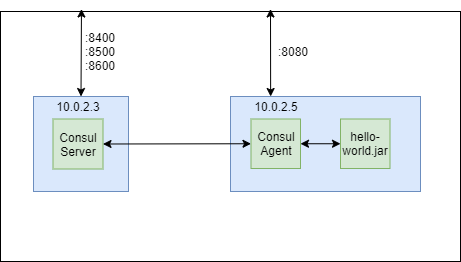 :8400
:8500
:8600
:8080
10.0.2.3
Consul
Server
10.0.2.5
Consul
Agent
hello-
world.jar